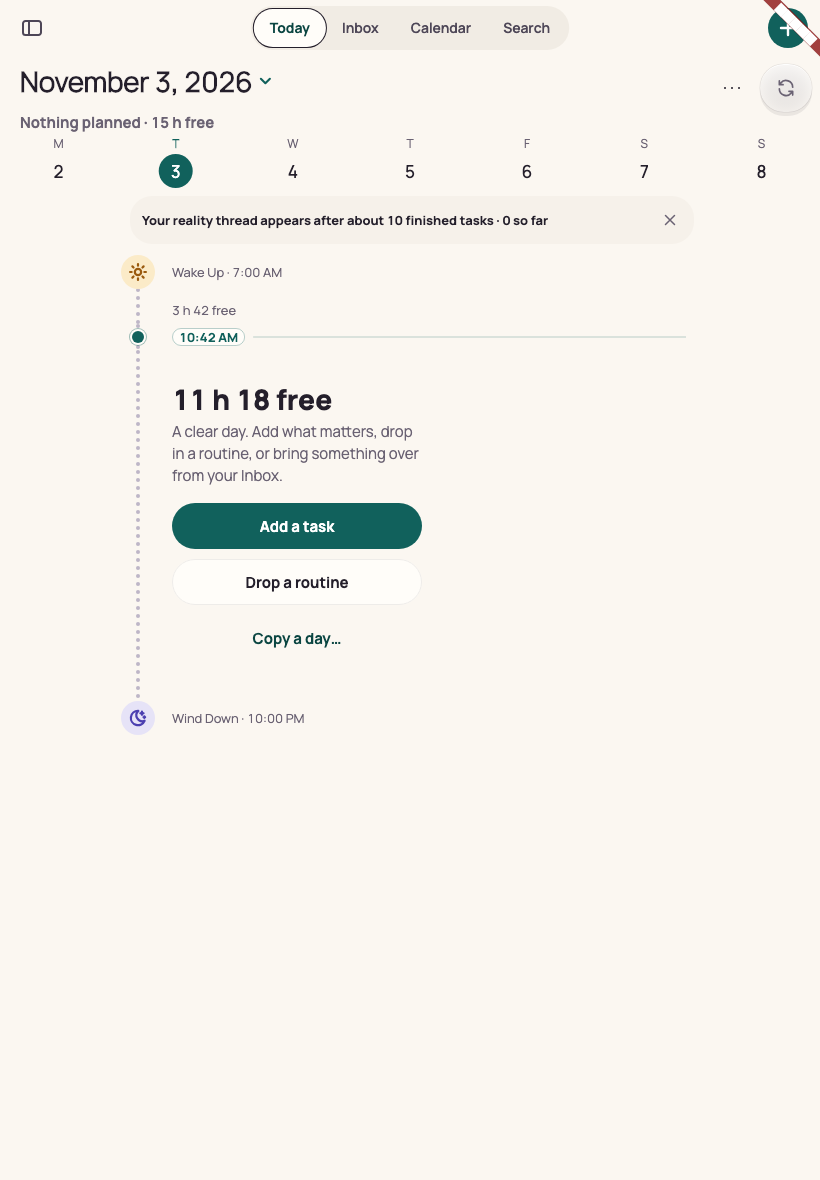 Today Inbox Calendar Search
November 3, 2026
...
Nothing planned · 15 h free
M T W T F S S
2 3 4 5 6 7 8
Your reality thread appears after about 10 finished tasks · 0 so far
Wake Up · 7:00 AM
3 h 42 free
10:42 AM
11 h 18 free
A clear day. Add what matters, drop
in a routine, or bring something over
from your Inbox.
Add a task
Drop a routine
Copy a day...
Wind Down · 10:00 PM